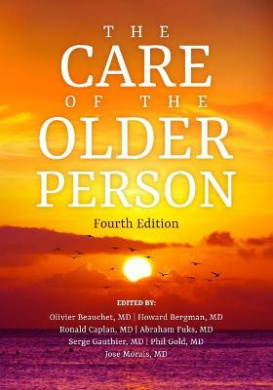 THE
CARE
OF THE
OLDER
PERSON
Fourth Edition
EDITED BY:
Olivier Beauchet, MD | Howard Bergman, MD
Ronald Caplan, MD | Abraham Fuks, MD
Serge Gauthier, MD | Phil Gold, MD
Jose Morais, MD